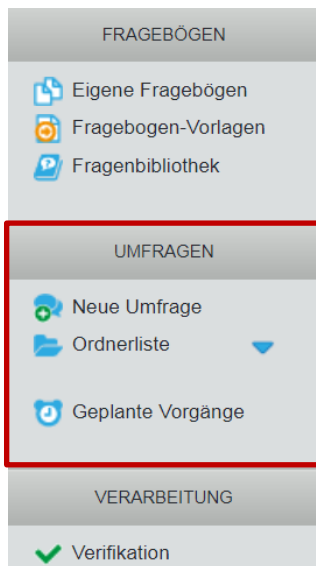 FRAGEBÖGEN
Eigene Fragebögen
Fragebogen-Vorlagen
Fragenbibliothek
UMFRAGEN
Neue Umfrage
Ordnerliste
Geplante Vorgänge
VERARBEITUNG
Verifikation